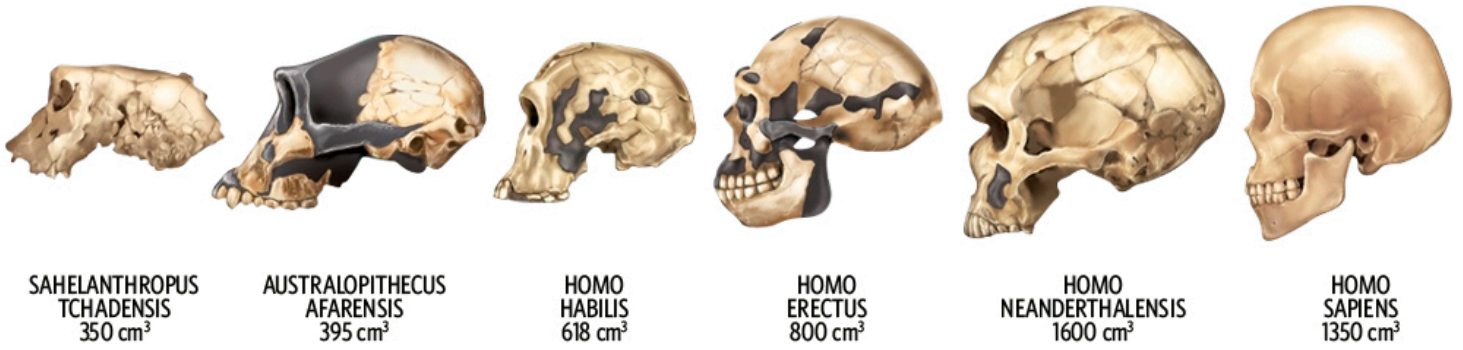 SAHELANTHROPUS
TCHADENSIS
350 cm³
AUSTRALOPITHECUS
AFARENSIS
395 cm³
HOMO
HABILIS
618 cm³
HOMO
ERECTUS
800 cm³
HOMO
NEANDERTHALENSIS
1600 cm³
HOMO
SAPIENS
1350 cm³